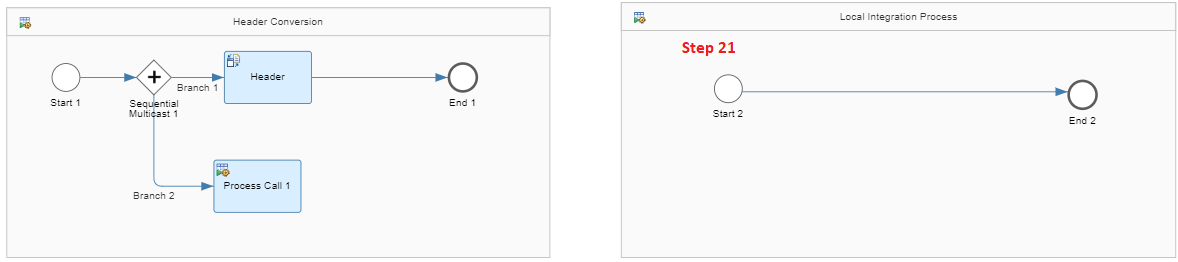 Header Conversion
Start 1
Sequential
Multicast 1
Branch 1
Header
End 1
Branch 2
Process Call 1
Local Integration Process
Step 21
Start 2
End 2